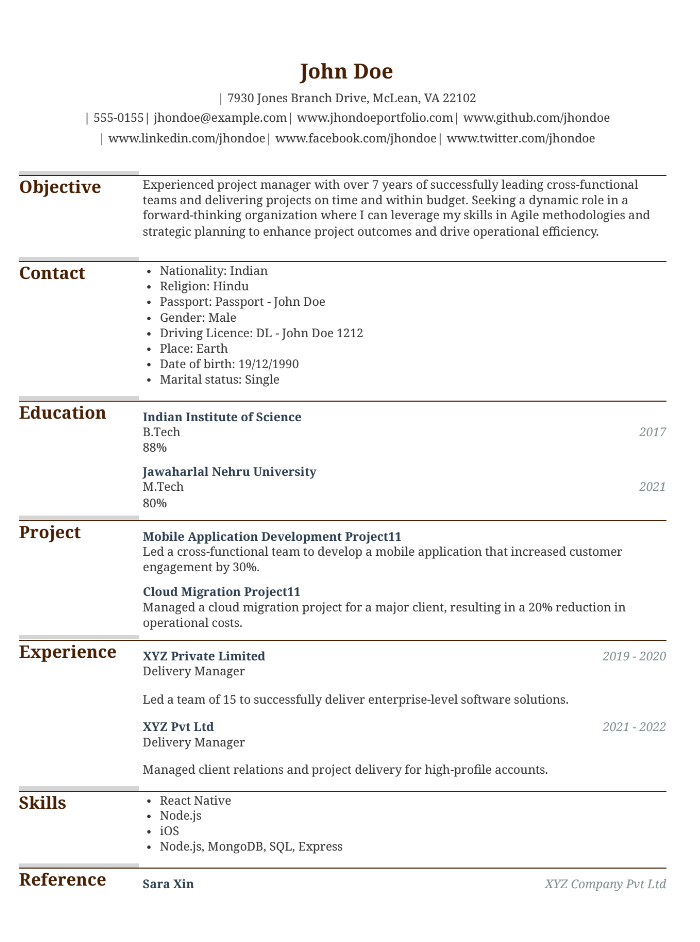 John Doe
| 7930 Jones Branch Drive, McLean, VA 22102
| 555-0155| jhondoe@example.com| www.jhondoeportfolio.com| www.github.com/jhondoe
| www.linkedin.com/jhondoe| www.facebook.com/jhondoe| www.twitter.com/jhondoe
Objective
Experienced project manager with over 7 years of successfully leading cross-functional
teams and delivering projects on time and within budget. Seeking a dynamic role in a
forward-thinking organization where I can leverage my skills in Agile methodologies and
strategic planning to enhance project outcomes and drive operational efficiency.
Contact
• Nationality: Indian
• Religion: Hindu
• Passport: Passport - John Doe
• Gender: Male
• Driving Licence: DL - John Doe 1212
• Place: Earth
• Date of birth: 19/12/1990
• Marital status: Single
Education
Indian Institute of Science
B.Tech 2017
88%
Jawaharlal Nehru University
M.Tech 2021
80%
Project
Mobile Application Development Project11
Led a cross-functional team to develop a mobile application that increased customer
engagement by 30%.
Cloud Migration Project11
Managed a cloud migration project for a major client, resulting in a 20% reduction in
operational costs.
Experience
XYZ Private Limited 2019 - 2020
Delivery Manager
Led a team of 15 to successfully deliver enterprise-level software solutions.
XYZ Pvt Ltd 2021 - 2022
Delivery Manager
Managed client relations and project delivery for high-profile accounts.
Skills
• React Native
• Node.js
• iOS
• Node.js, MongoDB, SQL, Express
Reference
Sara Xin XYZ Company Pvt Ltd